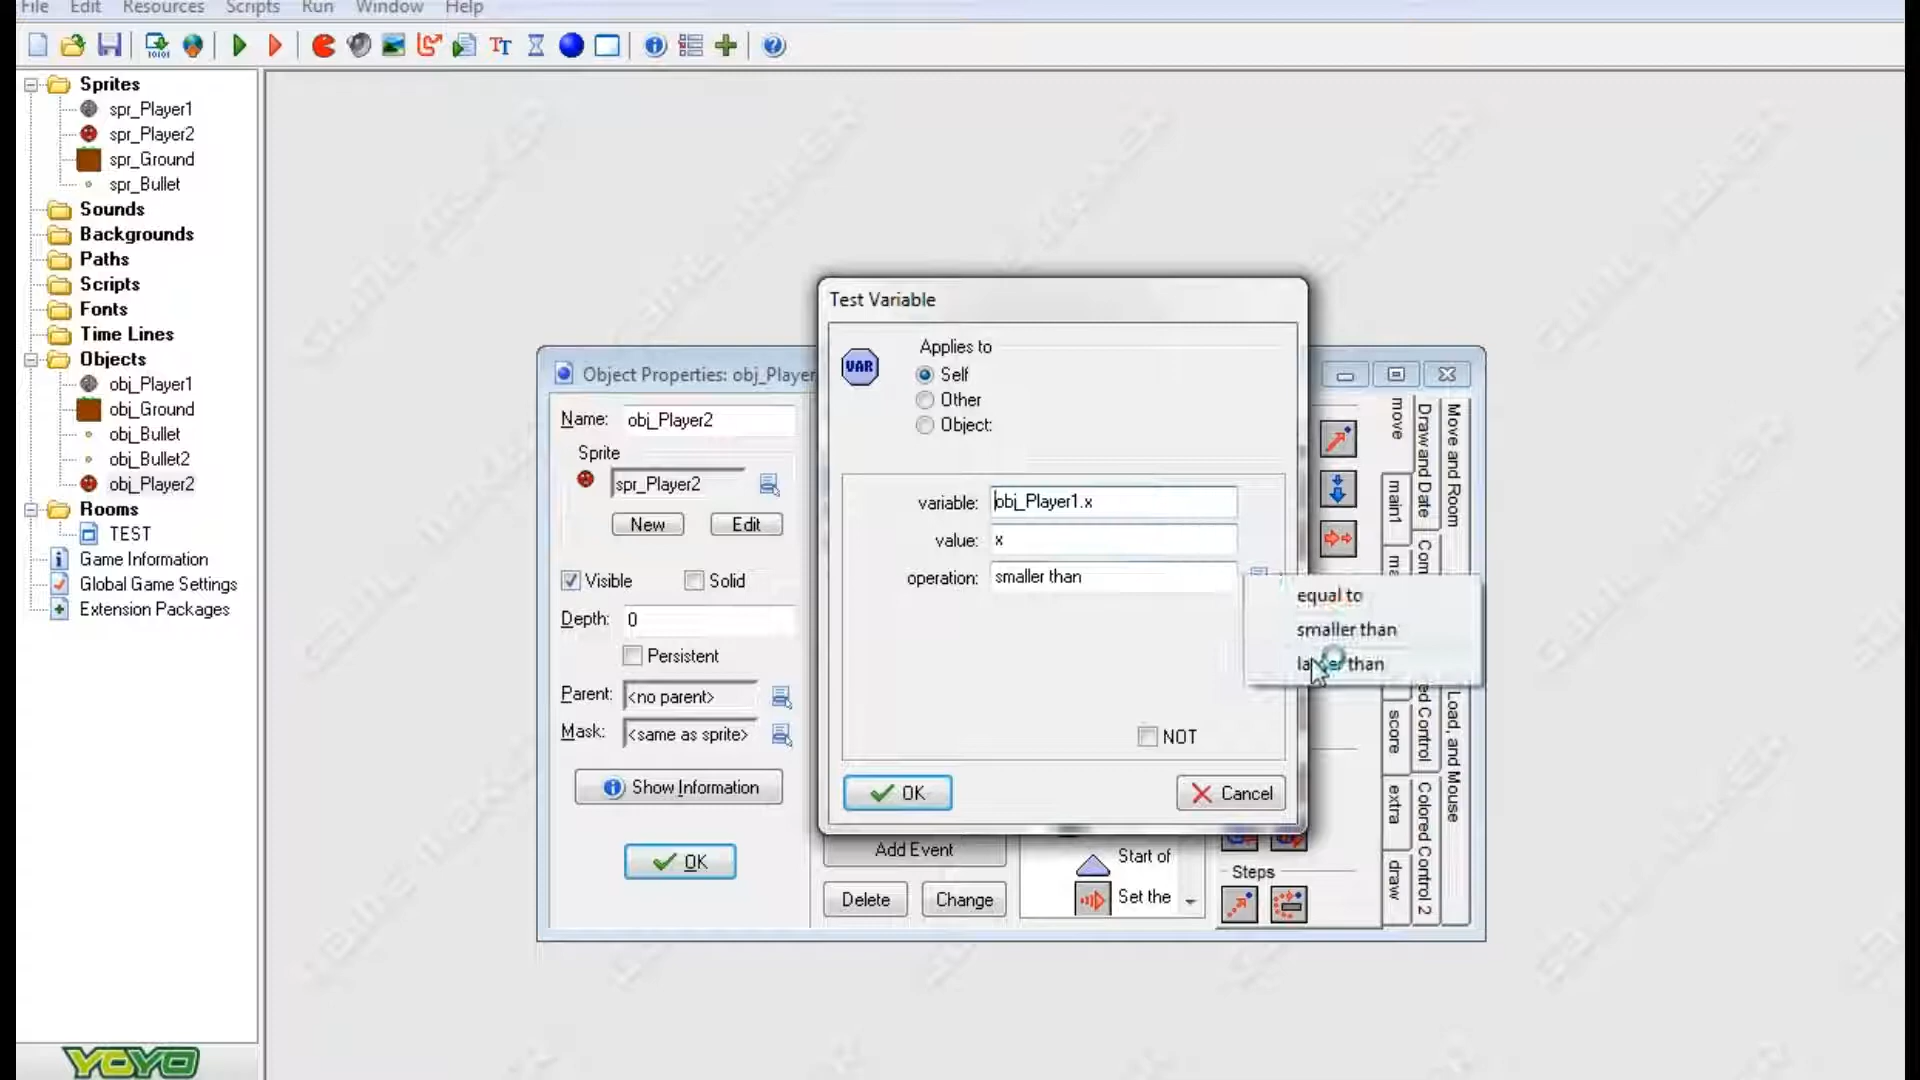 File Edit Resources Scripts Run Window Help
Sprites
spr_Player1
spr_Player2
spr_Ground
spr_Bullet
Sounds
Backgrounds
Paths
Scripts
Fonts
Time Lines
Objects
obj_Player1
obj_Ground
obj_Bullet
obj_Bullet2
obj_Player2
Rooms
TEST
Game Information
Global Game Settings
Extension Packages
YOYO
Object Properties: obj_Player
Name: obj_Player2
Sprite
spr_Player2
New Edit
Visible Solid
Depth: 0
Persistent
Parent: <no parent>
Mask: <same as sprite>
Show Information
OK
Test Variable
VAR
Applies to
Self
Other
Object:
variable: obj_Player1.x
value: x
operation: smaller than
equal to
smaller than
larger than
NOT
OK Cancel
Add Event
Delete Change
Start of
Set the
Steps
move
main1
score
extra
draw
Draw and Date
ed Control
Colored Control 2
Move and Room
Load, and Mouse